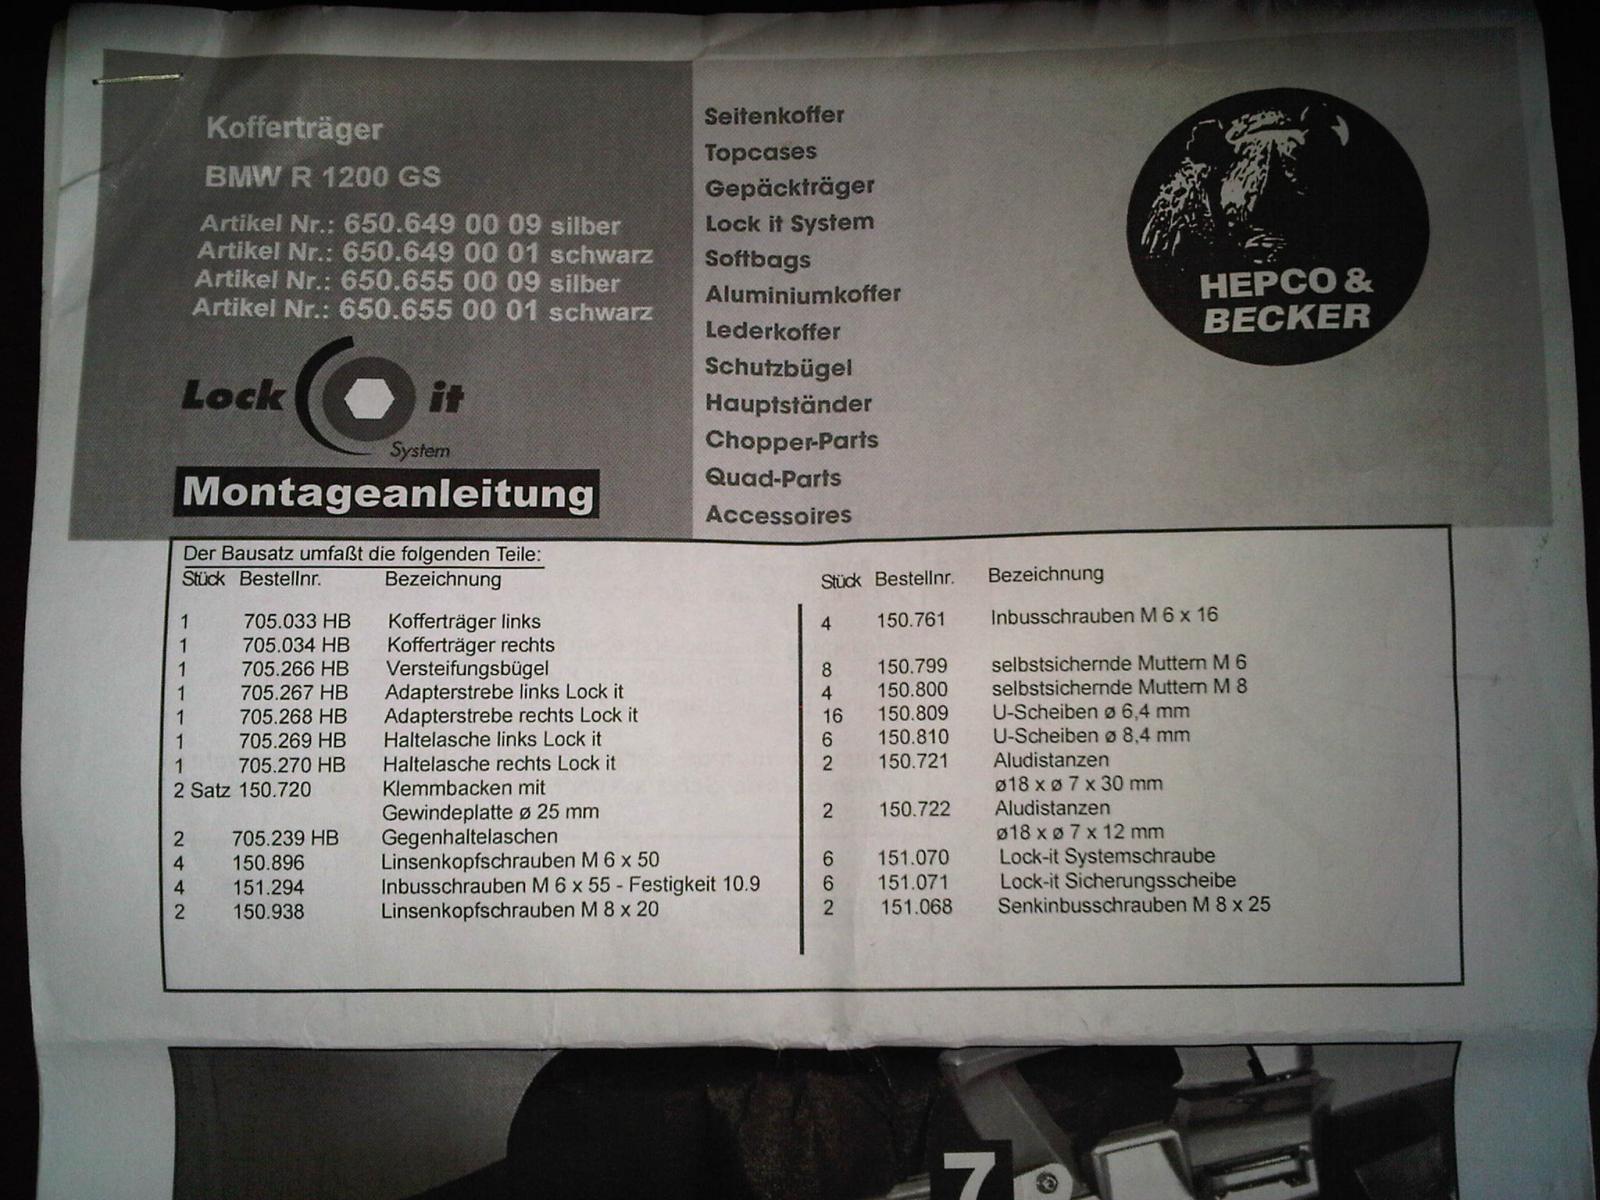 Kofferträger
BMW R 1200 GS
Artikel Nr.: 650.649 00 09 silber
Artikel Nr.: 650.649 00 01 schwarz
Artikel Nr.: 650.655 00 09 silber
Artikel Nr.: 650.655 00 01 schwarz
Lock it
System
Montageanleitung
Seitenkoffer
Topcases
Gepäckträger
Lock it System
Softbags
Aluminiumkoffer
Lederkoffer
Schutzbügel
Hauptständer
Chopper-Parts
Quad-Parts
Accessoires
HEPCO &
BECKER
Der Bausatz umfaßt die folgenden Teile:
Stück Bestellnr. Bezeichnung
1 705.033 HB Kofferträger links
1 705.034 HB Kofferträger rechts
1 705.266 HB Versteifungsbügel
1 705.267 HB Adapterstrebe links Lock it
1 705.268 HB Adapterstrebe rechts Lock it
1 705.269 HB Haltelasche links Lock it
1 705.270 HB Haltelasche rechts Lock it
2 Satz 150.720 Klemmbacken mit
Gewindeplatte ø 25 mm
2 705.239 HB Gegenhaltelaschen
4 150.896 Linsenkopfschrauben M 6 x 50
4 151.294 Inbusschrauben M 6 x 55 - Festigkeit 10.9
2 150.938 Linsenkopfschrauben M 8 x 20
Stück Bestellnr. Bezeichnung
4 150.761 Inbusschrauben M 6 x 16
8 150.799 selbstsichernde Muttern M 6
4 150.800 selbstsichernde Muttern M 8
16 150.809 U-Scheiben ø 6,4 mm
6 150.810 U-Scheiben ø 8,4 mm
2 150.721 Aludistanzen
ø18 x ø 7 x 30 mm
2 150.722 Aludistanzen
ø18 x ø 7 x 12 mm
6 151.070 Lock-it Systemschraube
6 151.071 Lock-it Sicherungsscheibe
2 151.068 Senkinbusschrauben M 8 x 25
7